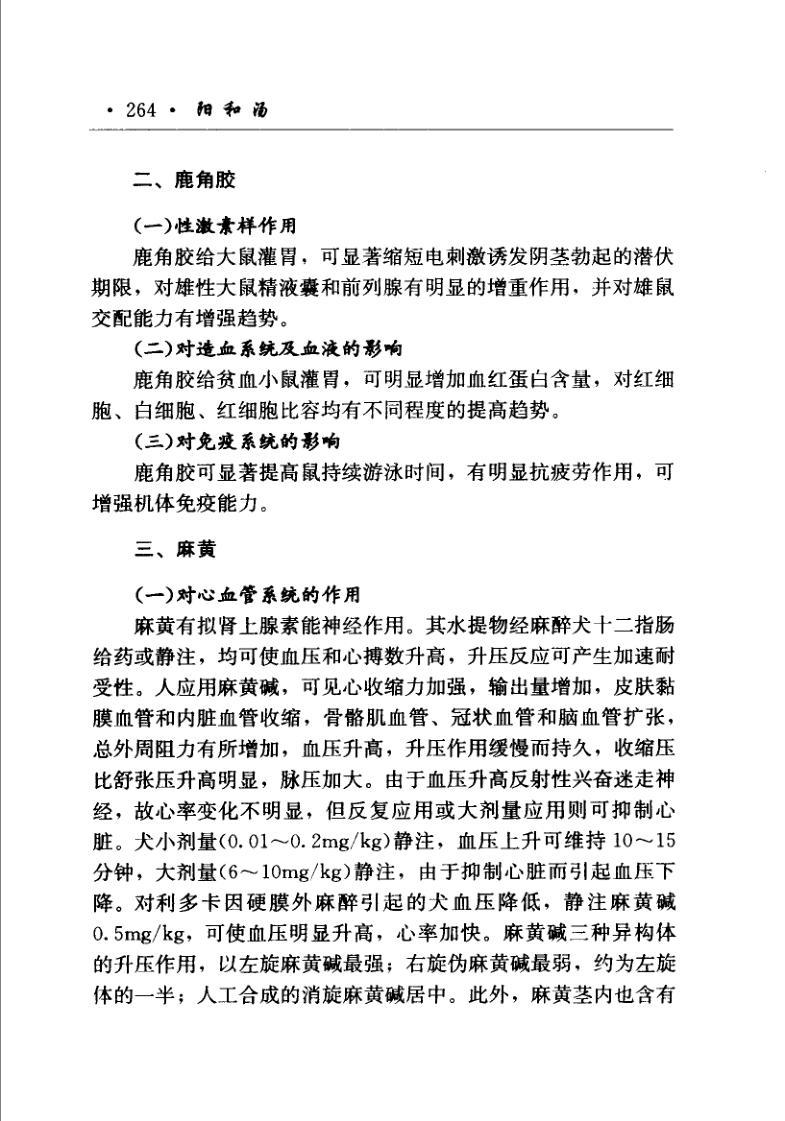 · 264 · 阳和汤
二、鹿角胶
(一)性激素样作用
鹿角胶给大鼠灌胃，可显著缩短电刺激诱发阴茎勃起的潜伏
期限，对雄性大鼠精液囊和前列腺有明显的增重作用，并对雄鼠
交配能力有增强趋势。
(二)对造血系统及血液的影响
鹿角胶给贫血小鼠灌胃，可明显增加血红蛋白含量，对红细
胞、白细胞、红细胞比容均有不同程度的提高趋势。
(三)对免疫系统的影响
鹿角胶可显著提高鼠持续游泳时间，有明显抗疲劳作用，可
增强机体免疫能力。
三、麻黄
(一)对心血管系统的作用
麻黄有拟肾上腺素能神经作用。其水提物经麻醉犬十二指肠
给药或静注，均可使血压和心搏数升高，升压反应可产生加速耐
受性。人应用麻黄碱，可见心收缩力加强，输出量增加，皮肤黏
膜血管和内脏血管收缩，骨骼肌血管、冠状血管和脑血管扩张，
总外周阻力有所增加，血压升高，升压作用缓慢而持久，收缩压
比舒张压升高明显，脉压加大。由于血压升高反射性兴奋迷走神
经，故心率变化不明显，但反复应用或大剂量应用则可抑制心
脏。犬小剂量(0.01～0.2mg/kg)静注，血压上升可维持 10～15
分钟，大剂量(6～10mg/kg)静注，由于抑制心脏而引起血压下
降。对利多卡因硬膜外麻醉引起的犬血压降低，静注麻黄碱
0.5mg/kg，可使血压明显升高，心率加快。麻黄碱三种异构体
的升压作用，以左旋麻黄碱最强；右旋伪麻黄碱最弱，约为左旋
体的一半；人工合成的消旋麻黄碱居中。此外，麻黄茎内也含有